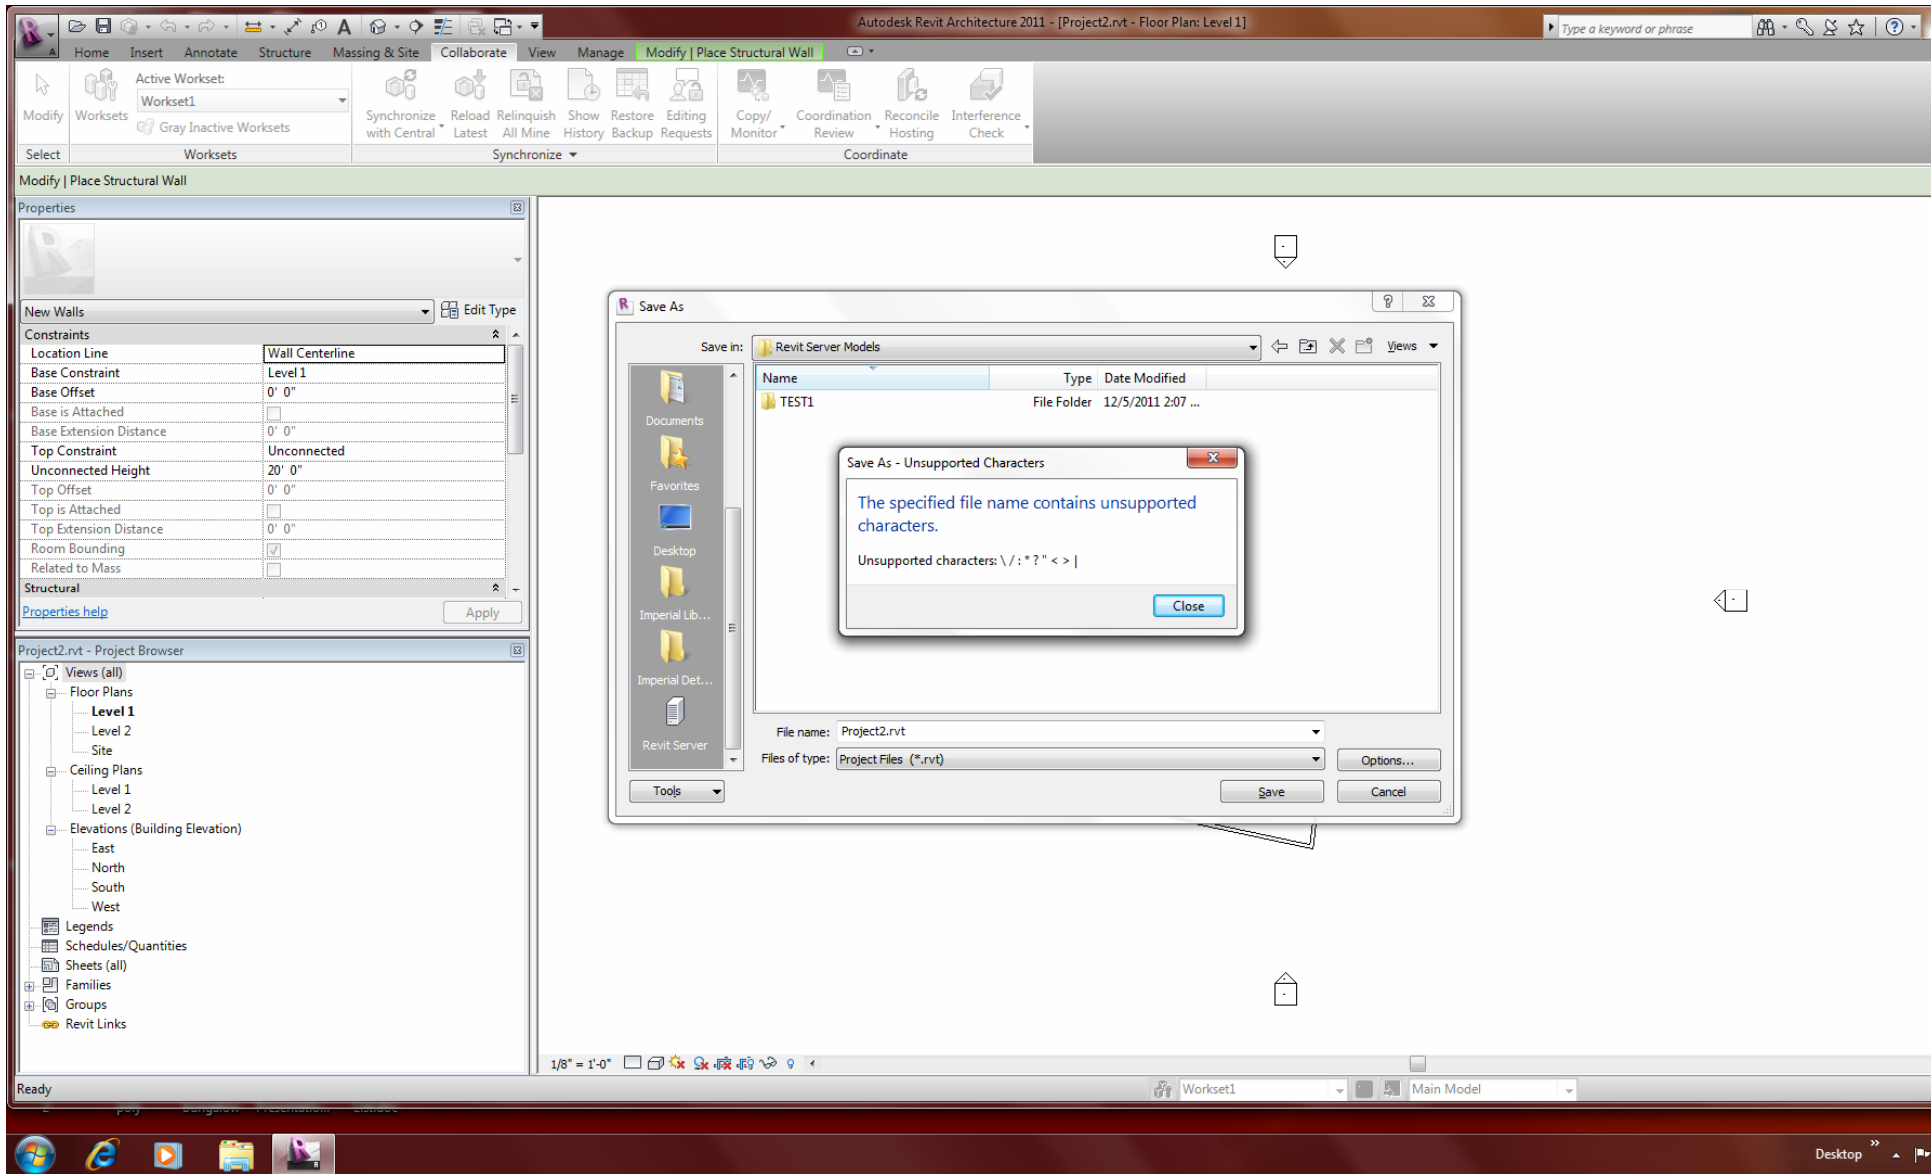 Autodesk Revit Architecture 2011 - [Project2.rvt - Floor Plan: Level 1]
Type a keyword or phrase
Home Insert Annotate Structure Massing & Site Collaborate View Manage Modify | Place Structural Wall
Modify
Worksets
Active Workset:
Workset1
Gray Inactive Worksets
Synchronize with Central
Reload Latest
Relinquish All Mine
Show History
Restore Backup
Editing Requests
Copy/ Monitor
Coordination Review
Reconcile Hosting
Interference Check
Select Worksets Synchronize Coordinate
Modify | Place Structural Wall
Properties
New Walls
Edit Type
Constraints
Location Line Wall Centerline
Base Constraint Level 1
Base Offset 0' 0"
Base is Attached
Base Extension Distance 0' 0"
Top Constraint Unconnected
Unconnected Height 20' 0"
Top Offset 0' 0"
Top is Attached
Top Extension Distance 0' 0"
Room Bounding
Related to Mass
Structural
Properties help
Apply
Project2.rvt - Project Browser
Views (all)
Floor Plans
Level 1
Level 2
Site
Ceiling Plans
Level 1
Level 2
Elevations (Building Elevation)
East
North
South
West
Legends
Schedules/Quantities
Sheets (all)
Families
Groups
Revit Links
Save As
Save in: Revit Server Models
Views
Name Type Date Modified
TEST1 File Folder 12/5/2011 2:07 ...
Documents
Favorites
Desktop
Imperial Lib...
Imperial Det...
Revit Server
Save As - Unsupported Characters
The specified file name contains unsupported
characters.
Unsupported characters: \ / : * ? " < > |
Close
File name: Project2.rvt
Files of type: Project Files (*.rvt)
Options...
Tools
Save
Cancel
1/8" = 1'-0"
Ready
Workset1
Main Model
Desktop